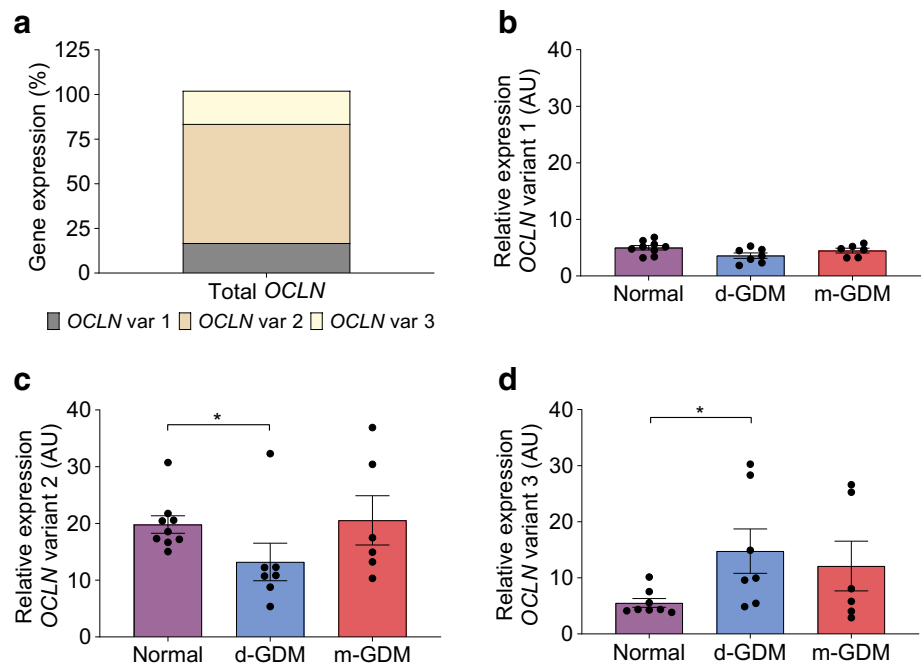 a
125
100
75
50
25
0
Gene expression (%)
Total OCLN
OCLN var 1 OCLN var 2 OCLN var 3
b
40
30
20
10
0
Relative expression
OCLN variant 1 (AU)
Normal d-GDM m-GDM
c
40
30
20
10
0
Relative expression
OCLN variant 2 (AU)
*
Normal d-GDM m-GDM
d
40
30
20
10
0
Relative expression
OCLN variant 3 (AU)
*
Normal d-GDM m-GDM